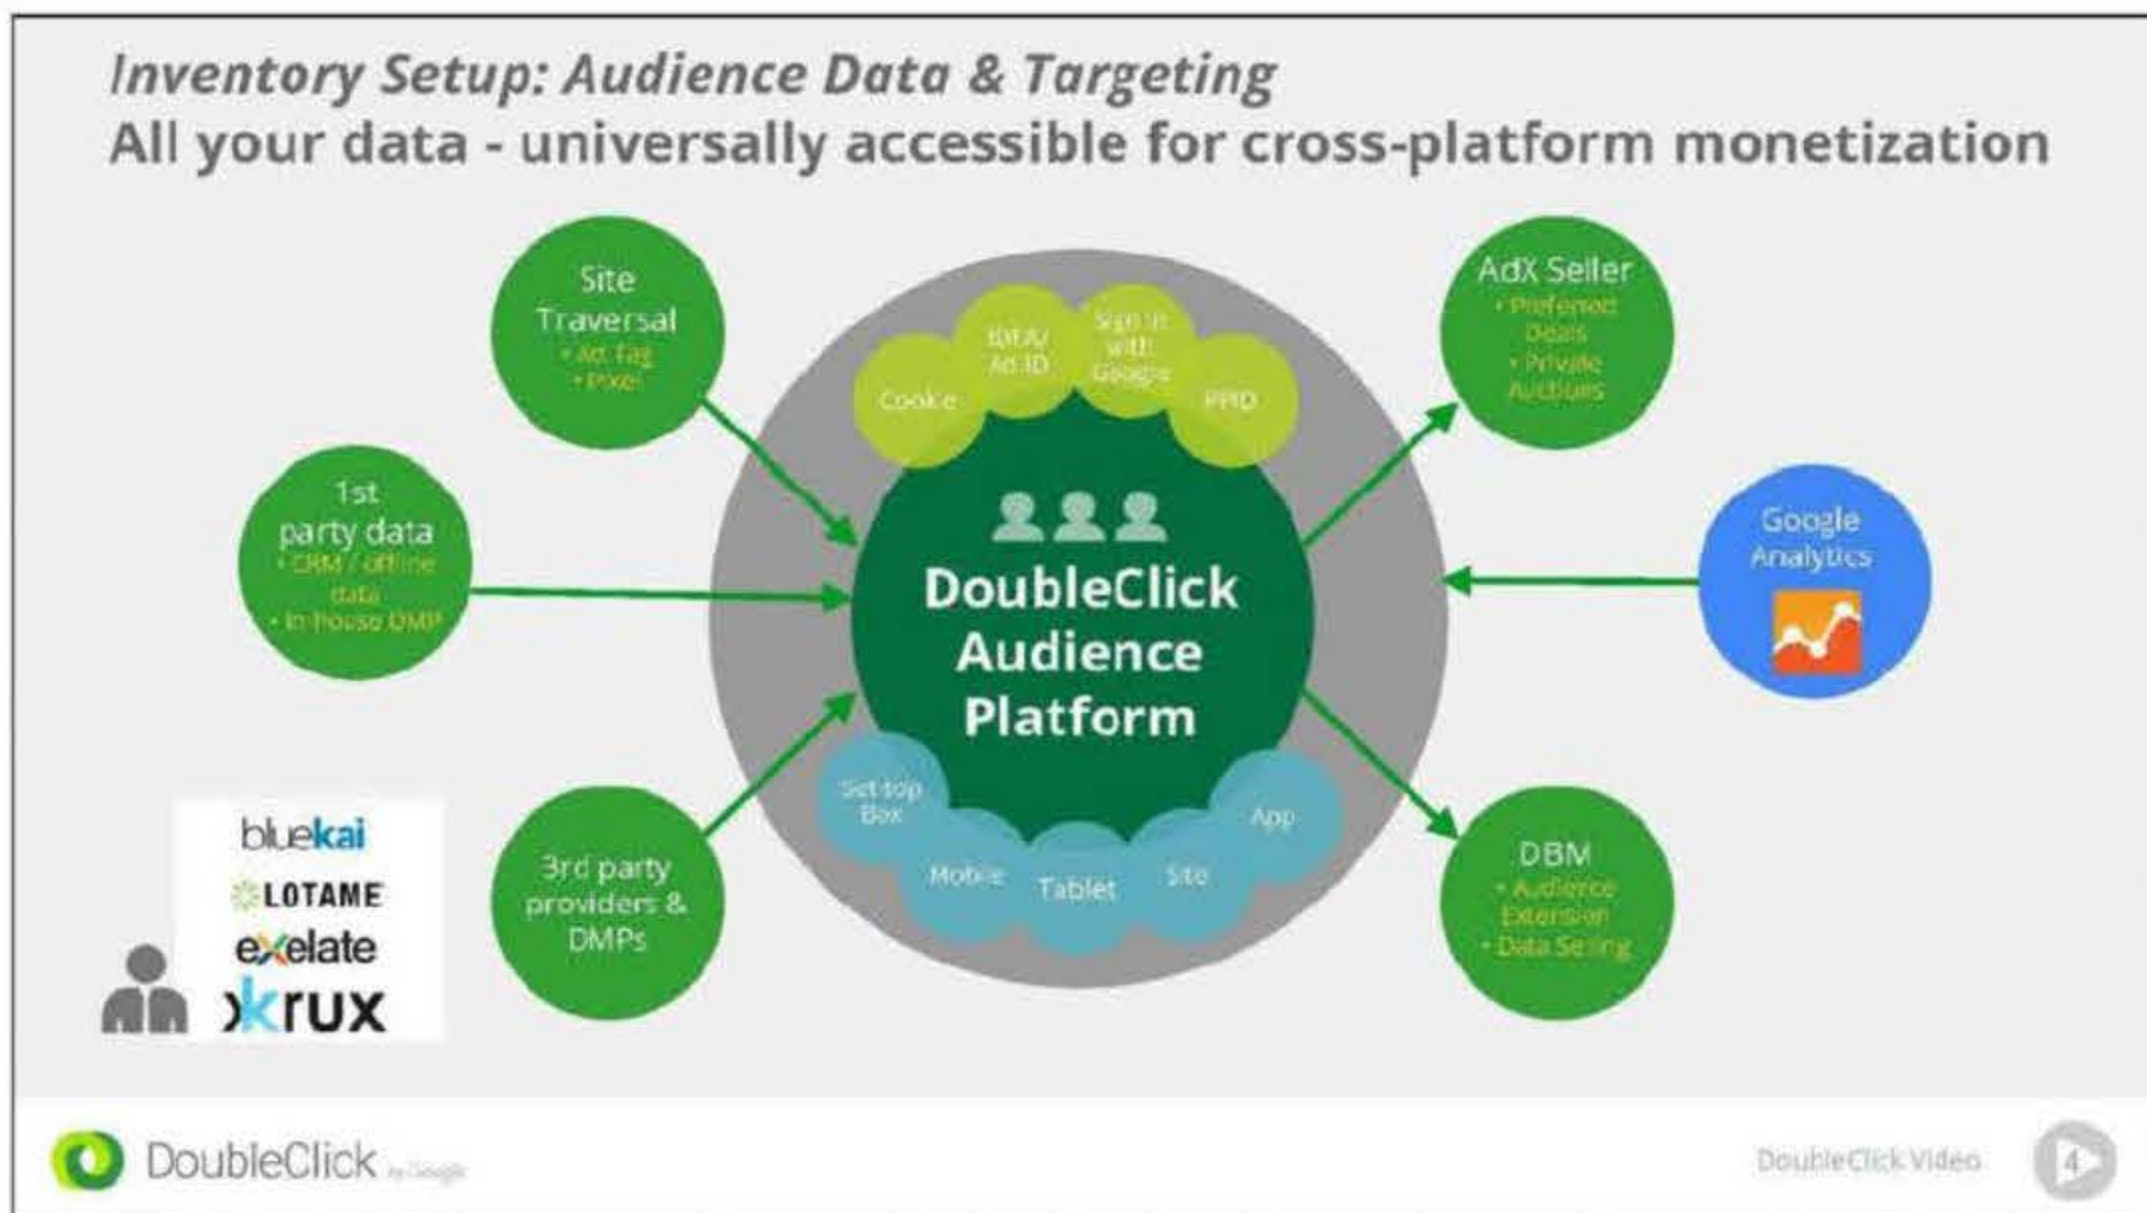 Inventory Setup: Audience Data & Targeting
All your data - universally accessible for cross-platform monetization
Site
Traversal
• Ad Tag
• Pixel
1st
party data
• CRM / offline
data
• In-house DMP
3rd party
providers &
DMPs
bluekai
LOTAME
exelate
krux
Cookie
Ad ID
Sign in
with
Google
PPID
DoubleClick
Audience
Platform
Set-top
Box
Mobile
Tablet
Site
App
AdX Seller
• Preferred
Deals
• Private
Auctions
Google
Analytics
DBM
• Audience
Extension
• Data Selling
DoubleClick by Google
DoubleClick Video
4